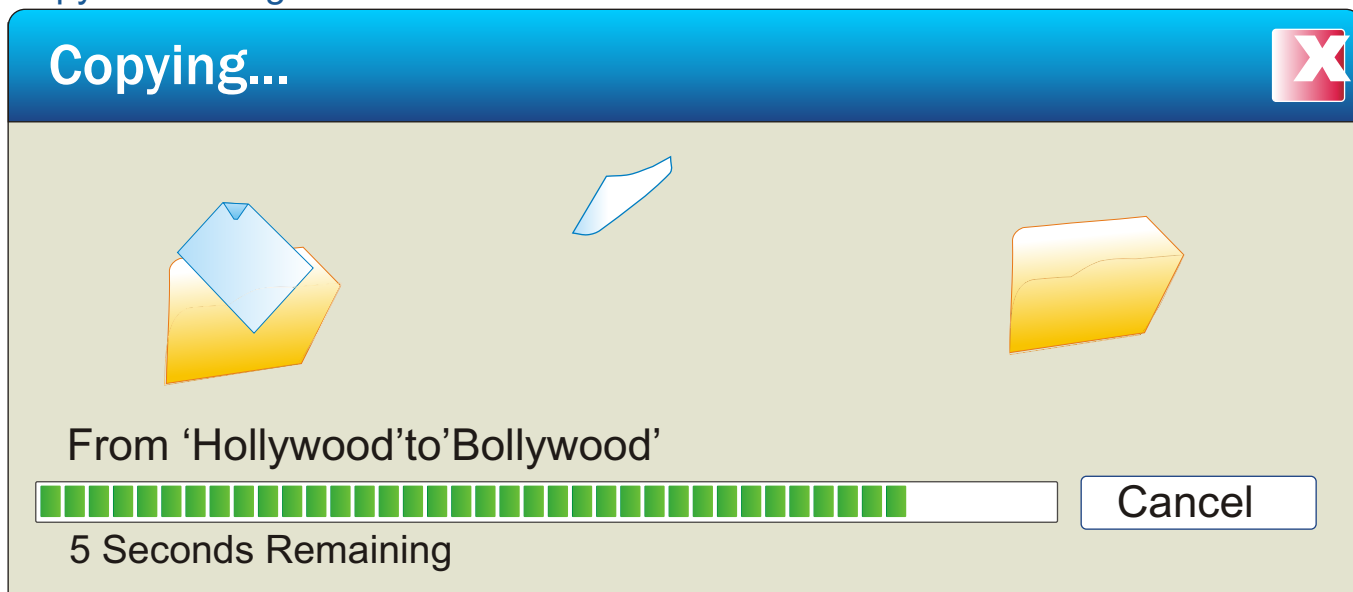 Copying...
X
From ‘Hollywood’to’Bollywood’
Cancel
5 Seconds Remaining